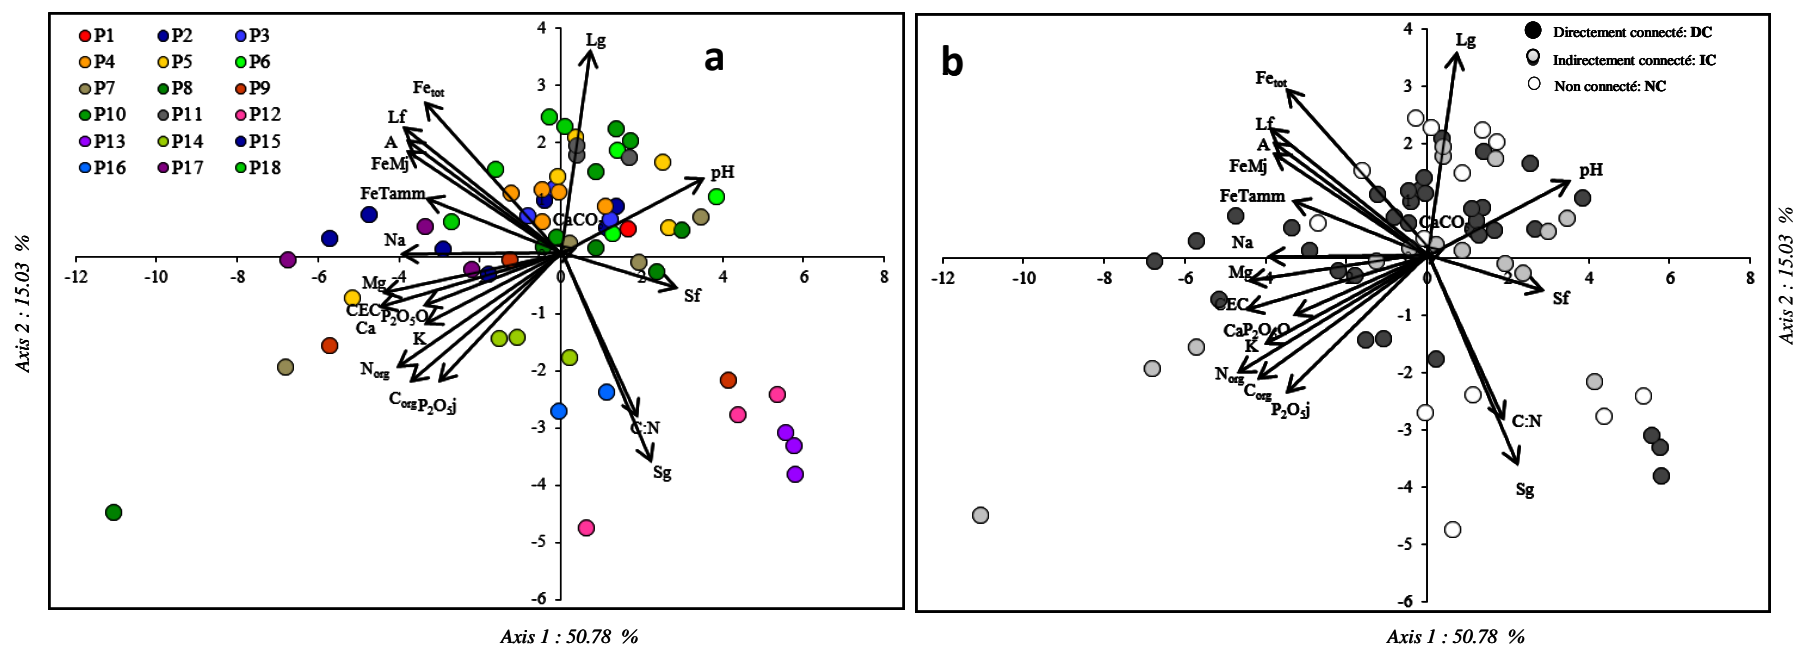 a
P1 P2 P3
P4 P5 P6
P7 P8 P9
P10 P11 P12
P13 P14 P15
P16 P17 P18
4
3
2
1
-1
-2
-3
-4
-5
-6
-12 -10 -8 -6 -4 -2 0 2 4 6 8
Lg
Fetot
Lf
A
FeMj
FeTamm
pH
CaCO
Na
Mg
CEC
P2O5O
Ca
K
Norg
CorgP2O5j
Sf
C:N
Sg
Axis 1 : 50.78 %
Axis 2 : 15.03 %
b
Directement connecté: DC
Indirectement connecté: IC
Non connecté: NC
4
3
2
1
-1
-2
-3
-4
-5
-6
-12 -10 -8 -6 -4 -2 0 2 4 6 8
Lg
Fetot
Lf
A
FeMj
FeTamm
pH
CaCO
Na
Mg
CEC
CaP2O5O
K
Norg
Corg
P2O5j
Sf
C:N
Sg
Axis 1 : 50.78 %
Axis 2 : 15.03 %